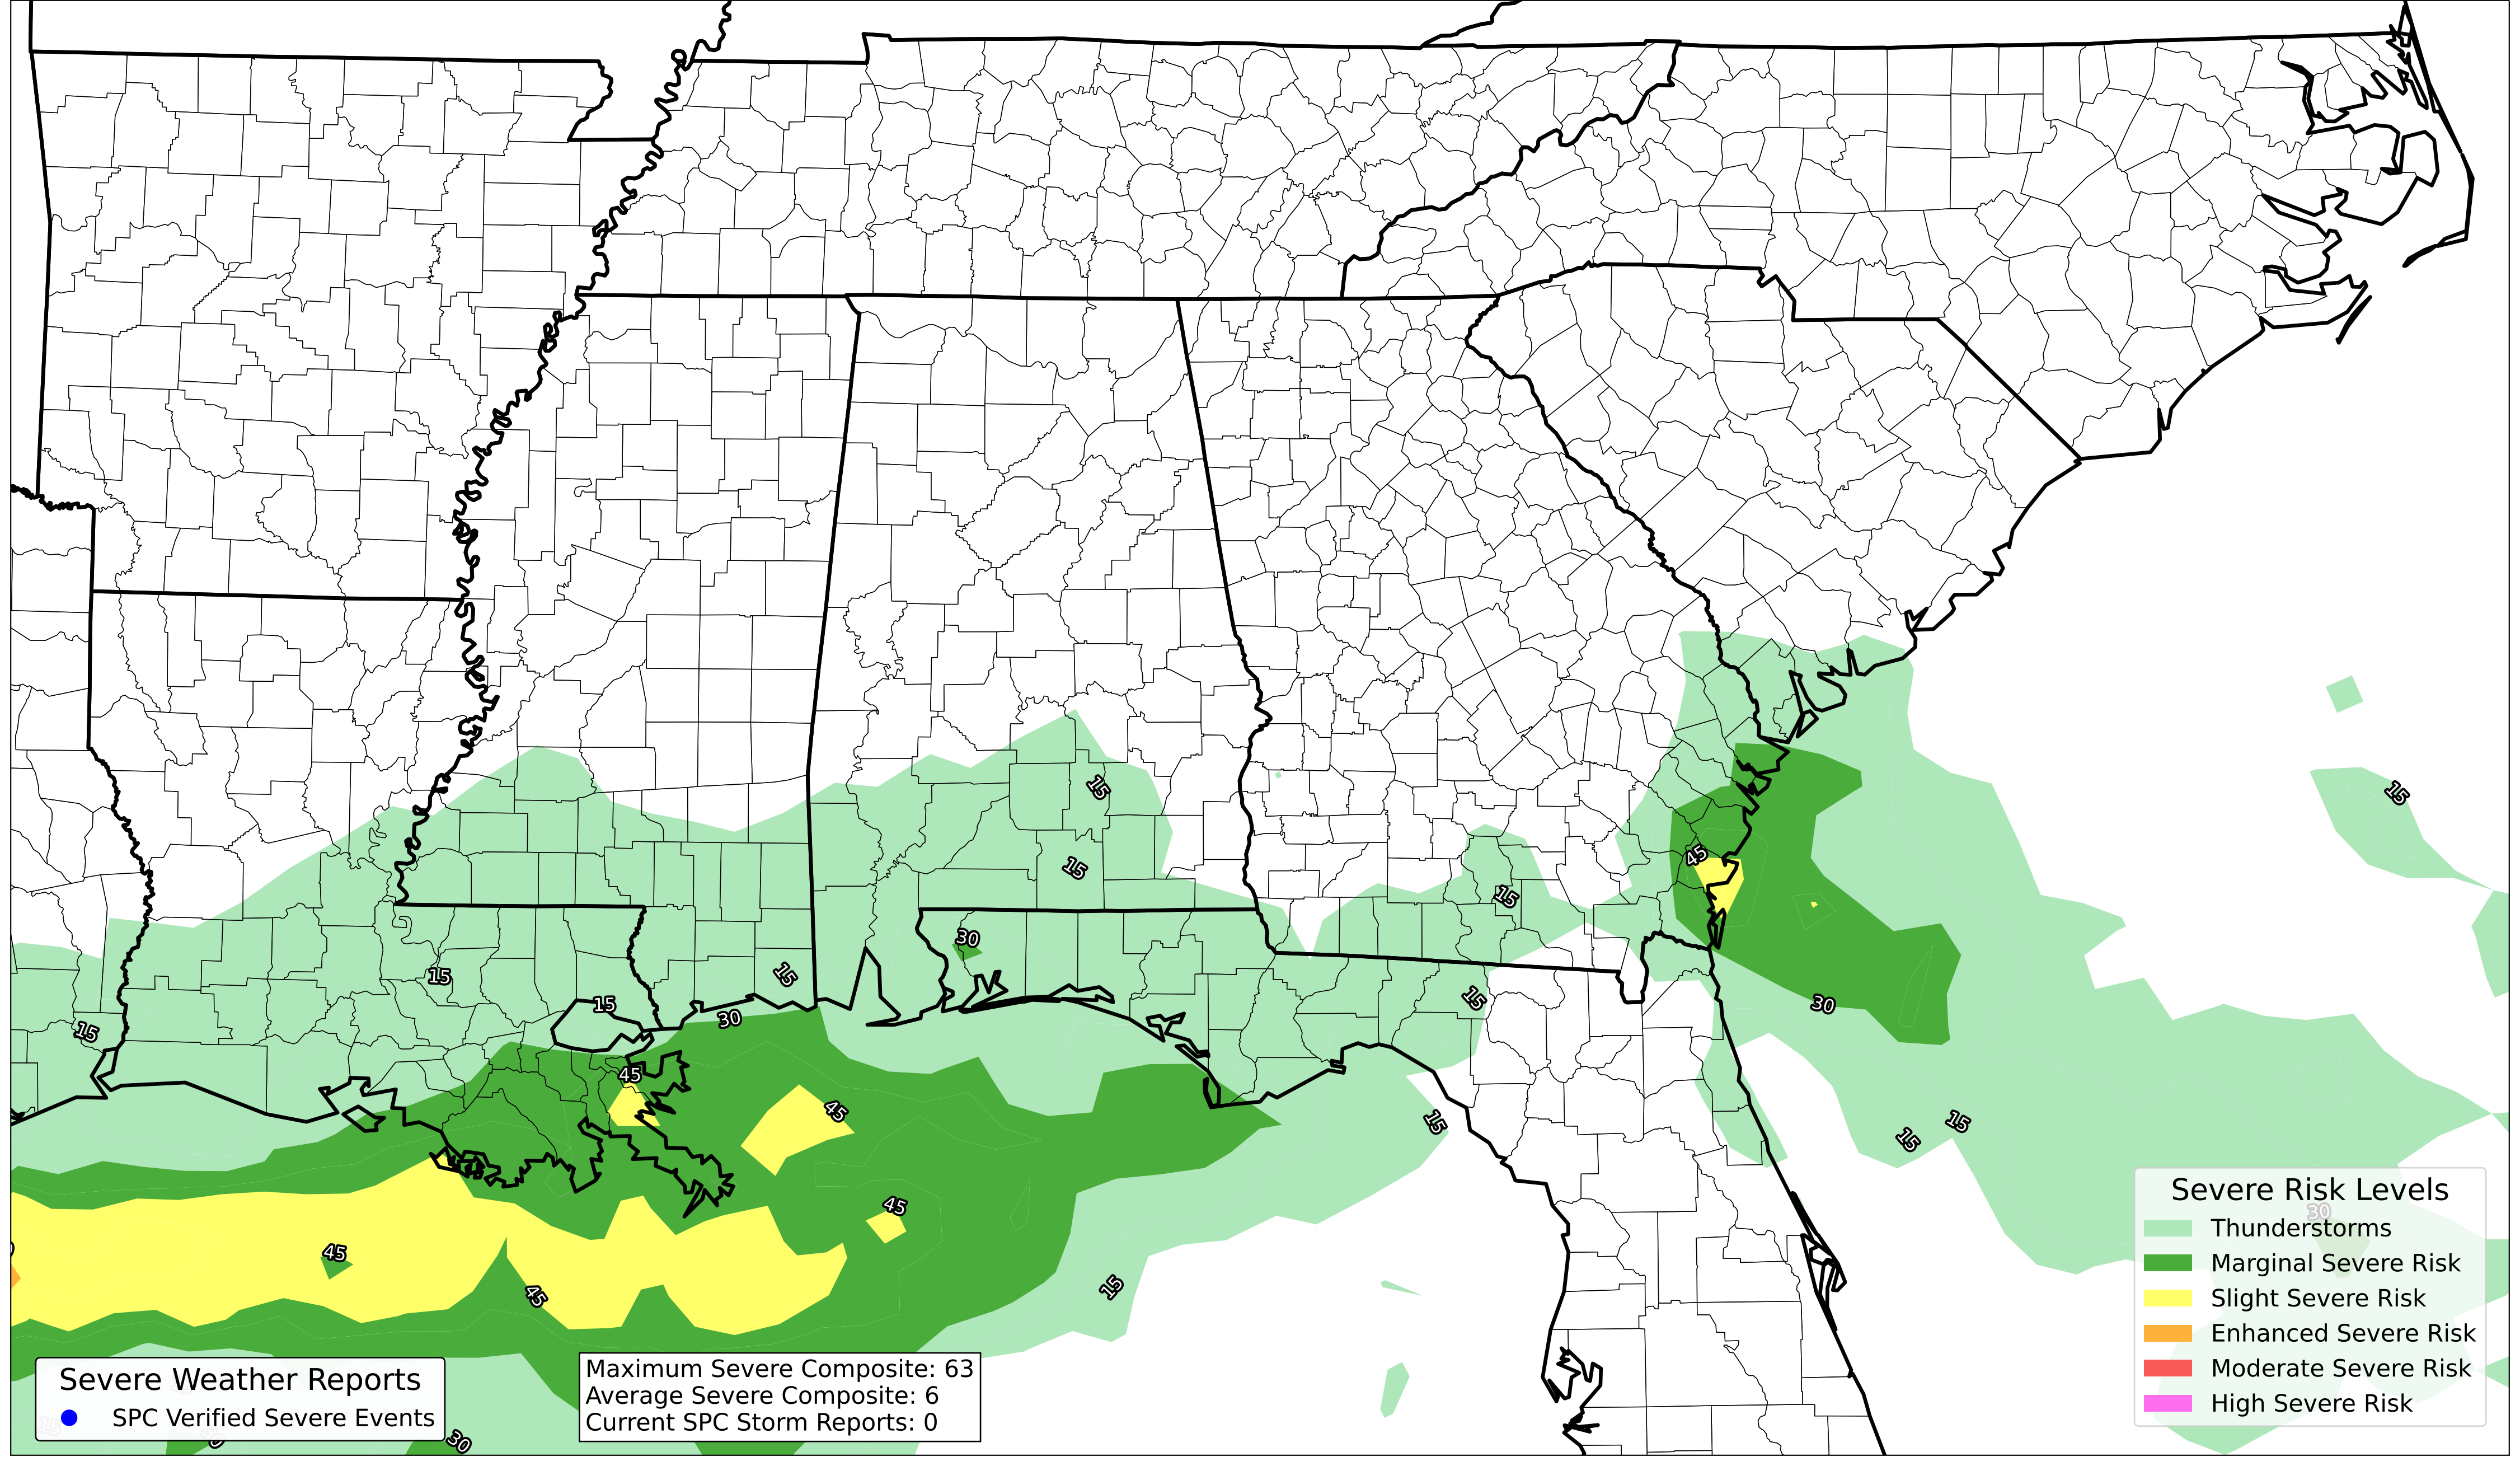 15
15
45
15
30
15
15
15
15
15
30
30
45
45
15
15
15
45
30
45
15
45
30
Severe Risk Levels
Thunderstorms
Marginal Severe Risk
Slight Severe Risk
Enhanced Severe Risk
Moderate Severe Risk
High Severe Risk
Severe Weather Reports
SPC Verified Severe Events
Maximum Severe Composite: 63
Average Severe Composite: 6
Current SPC Storm Reports: 0